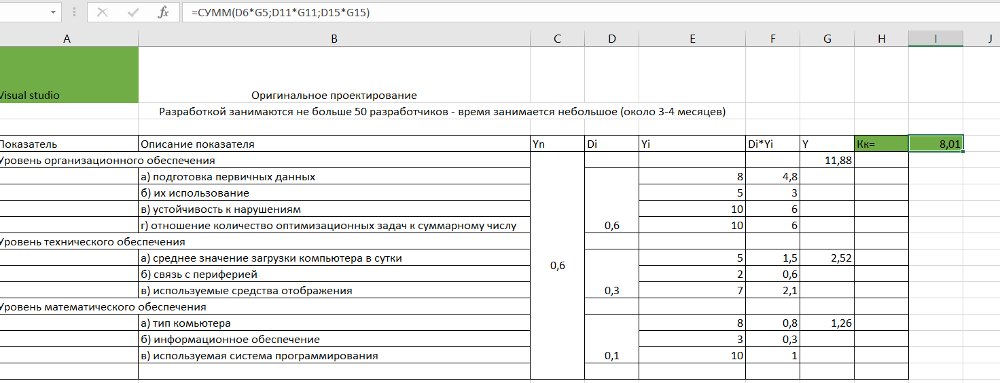 =СУММ(D6*G5;D11*G11;D15*G15)
A B C D E F G H I J
Visual studio Оригинальное проектирование
Разработкой занимаются не больше 50 разработчиков - время занимается небольшое (около 3-4 месяцев)
Показатель Описание показателя Yn Di Yi Di*Yi Y Кк= 8,01
Уровень организационного обеспечения 11,88
а) подготовка первичных данных 8 4,8
б) их использование 5 3
в) устойчивость к нарушениям 10 6
г) отношение количество оптимизационных задач к суммарному числу 0,6 10 6
Уровень технического обеспечения
а) среднее значение загрузки компьютера в сутки 5 1,5 2,52
б) связь с периферией 0,6 2 0,6
в) используемые средства отображения 0,3 7 2,1
Уровень математического обеспечения
а) тип комьютера 8 0,8 1,26
б) информационное обеспечение 3 0,3
в) используемая система программирования 0,1 10 1